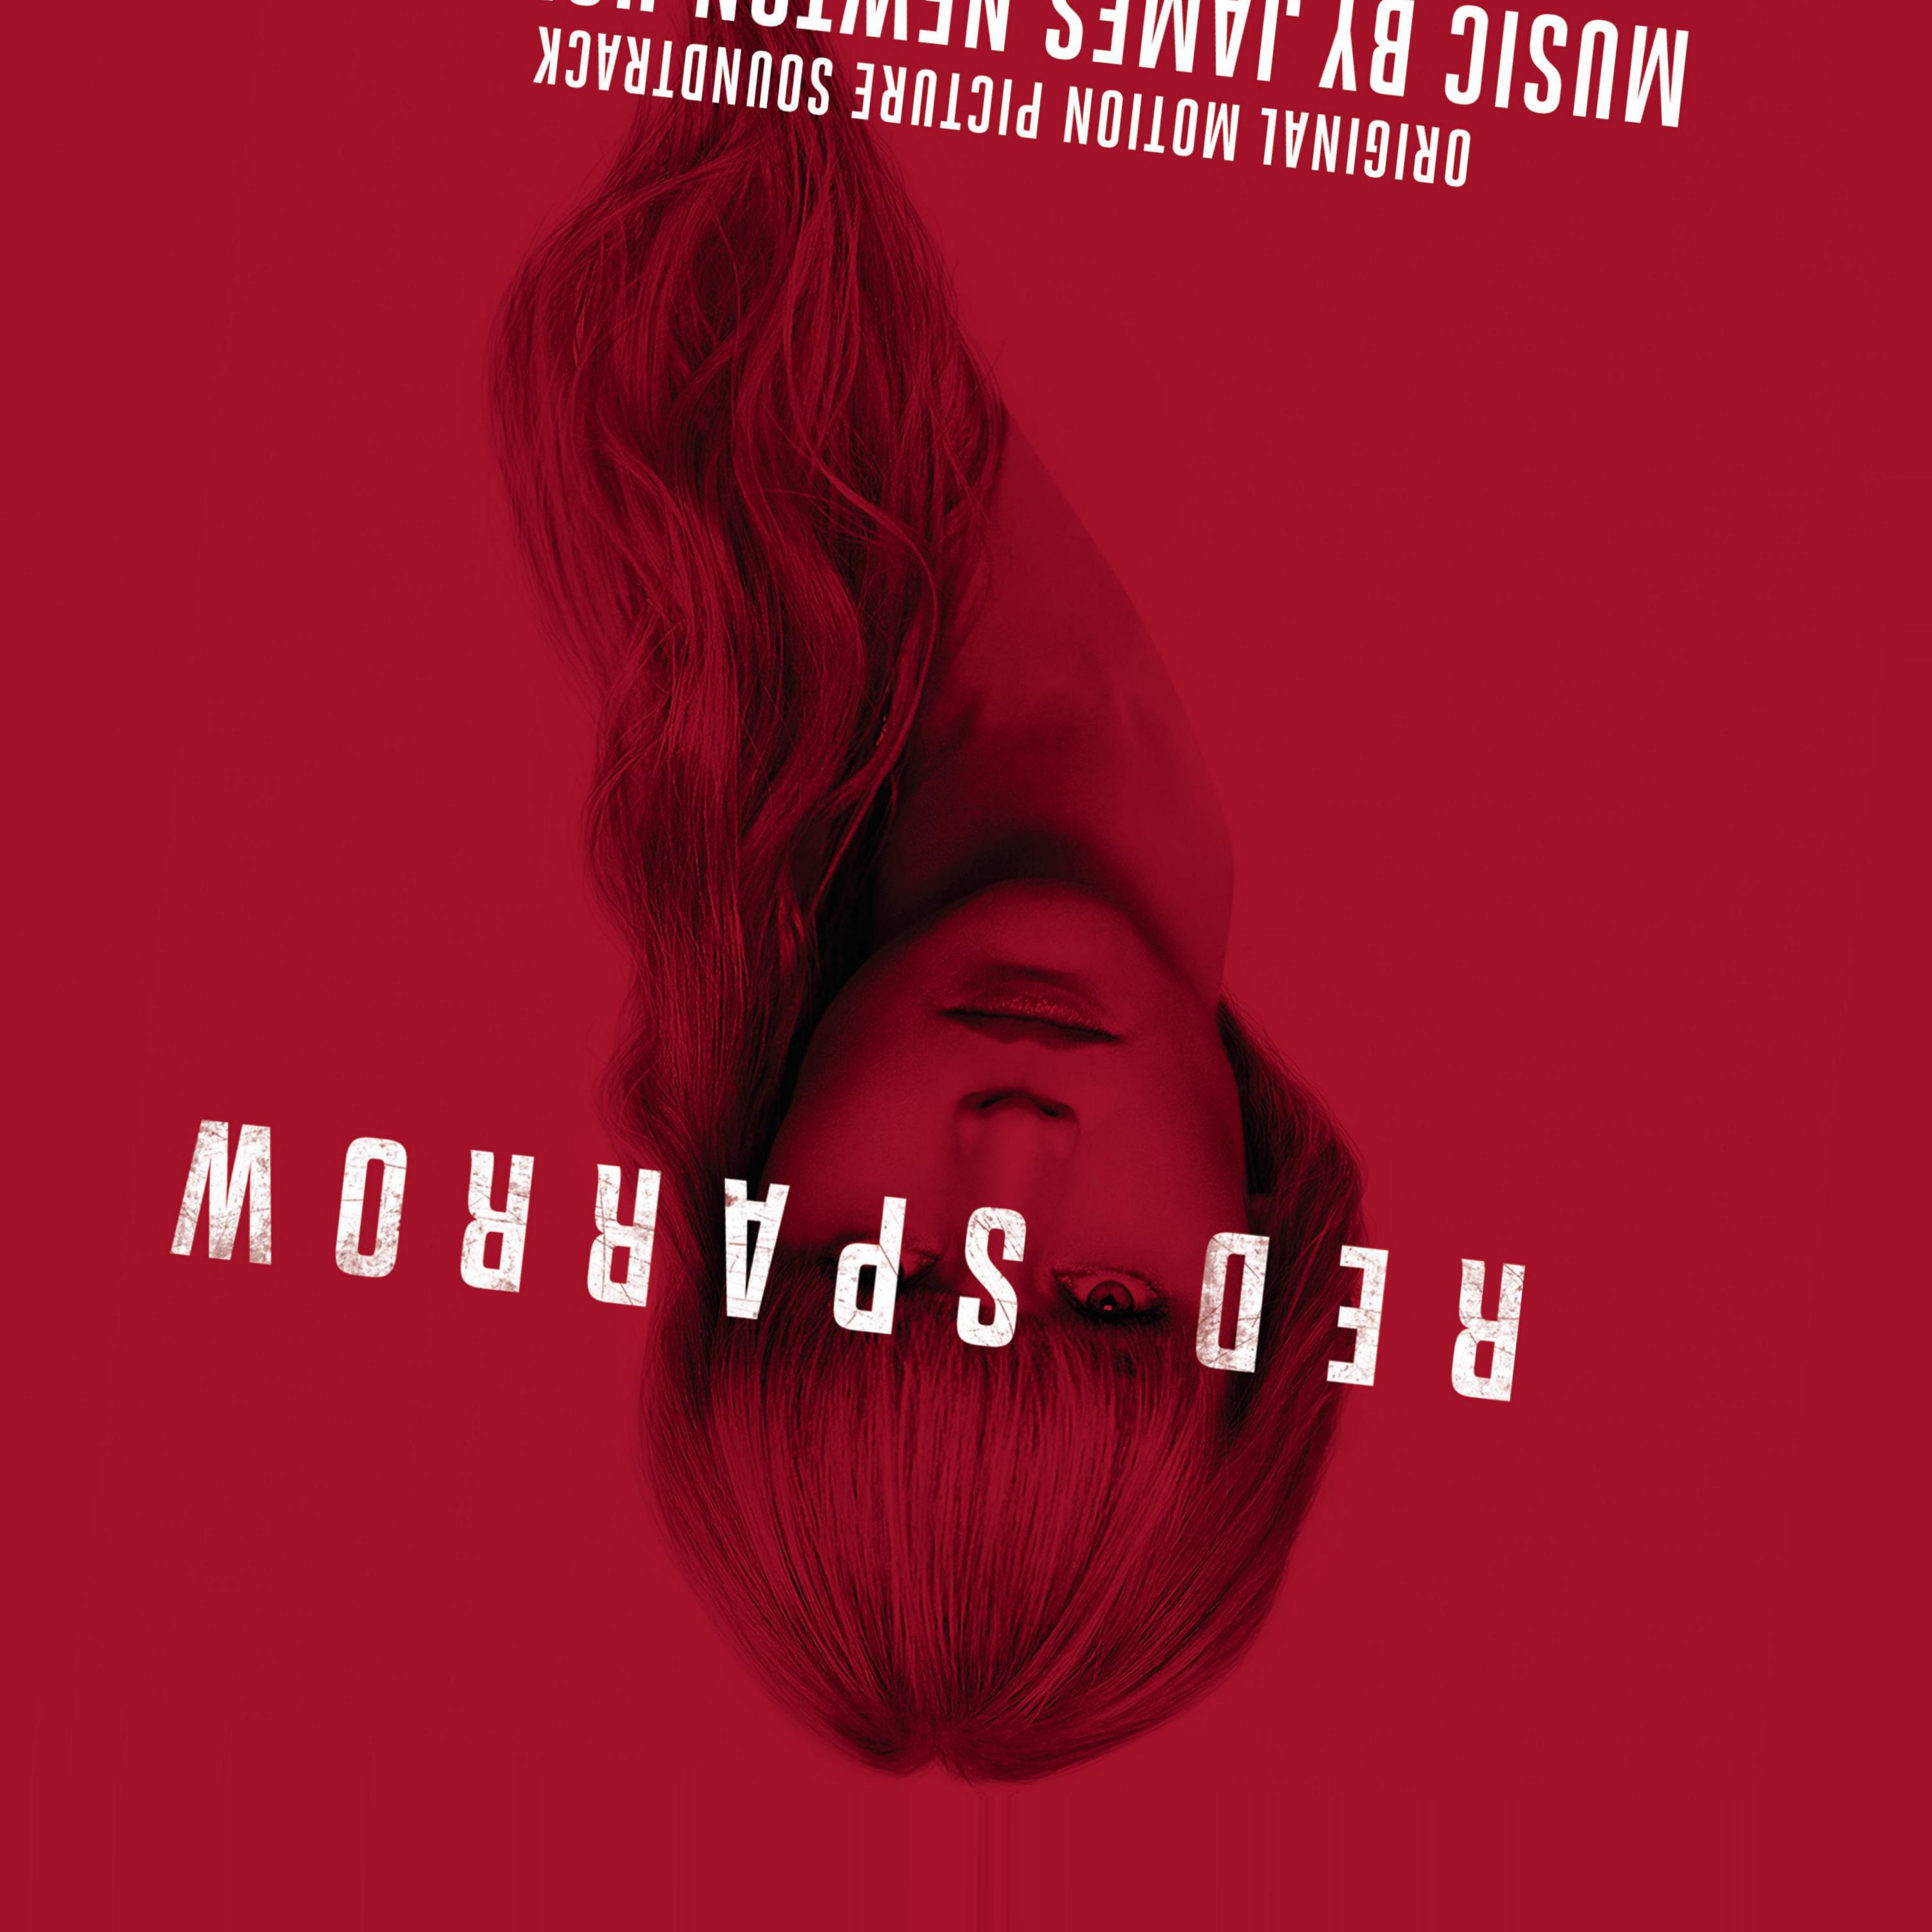 RED SPARROW
ORIGINAL MOTION PICTURE SOUNDTRACK
MUSIC BY JAMES NEWTON